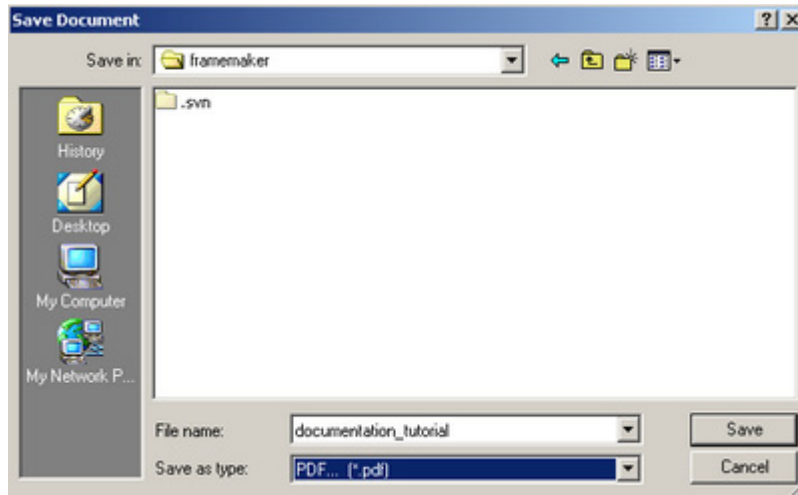 Save Document
Save in: framemaker
.svn
History
Desktop
My Computer
My Network P...
File name: documentation_tutorial
Save
Save as type: PDF... (*.pdf)
Cancel